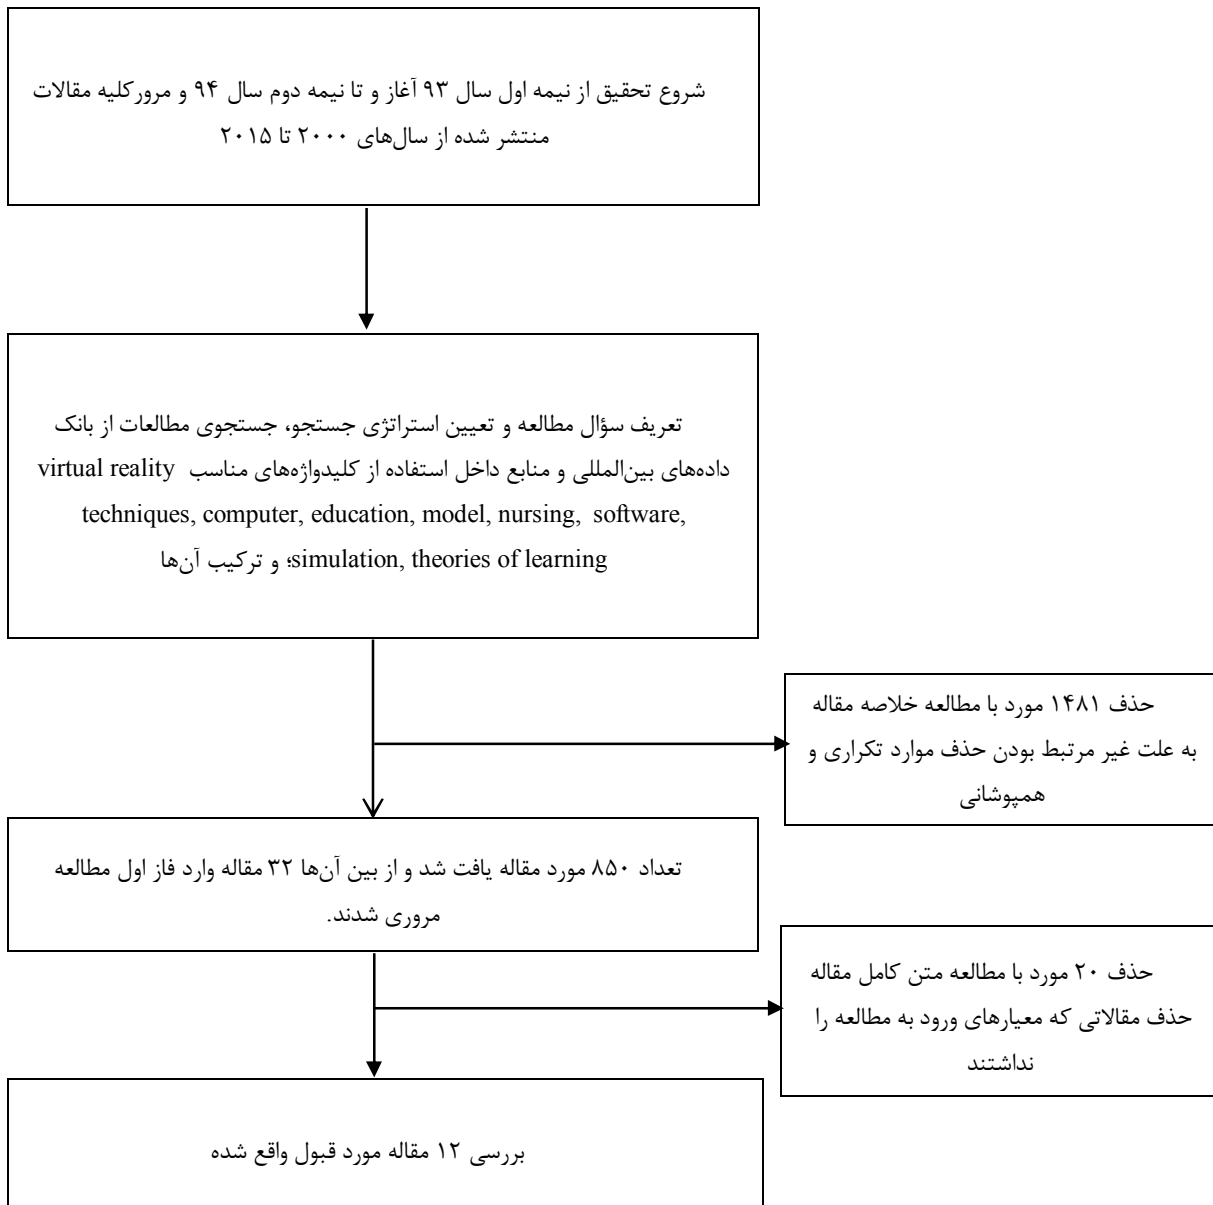 شروع تحقیق از نیمه اول سال ۹۳ آغاز و تا نیمه دوم سال ۹۴ و مرورکلیه مقالات
منتشر شده از سال‌های ۲۰۰۰ تا ۲۰۱۵
تعریف سؤال مطالعه و تعیین استراتژی جستجو، جستجوی مطالعات از بانک
داده‌های بین‌المللی و منابع داخل استفاده از کلیدواژه‌های مناسب virtual reality
techniques, computer, education, model, nursing, software,
simulation, theories of learning؛ و ترکیب آن‌ها
حذف ۱۴۸۱ مورد با مطالعه خلاصه مقاله
به علت غیر مرتبط بودن حذف موارد تکراری و
همپوشانی
تعداد ۸۵۰ مورد مقاله یافت شد و از بین آن‌ها ۳۲ مقاله وارد فاز اول مطالعه
مروری شدند.
حذف ۲۰ مورد با مطالعه متن کامل مقاله
حذف مقالاتی که معیارهای ورود به مطالعه را
نداشتند
بررسی ۱۲ مقاله مورد قبول واقع شده